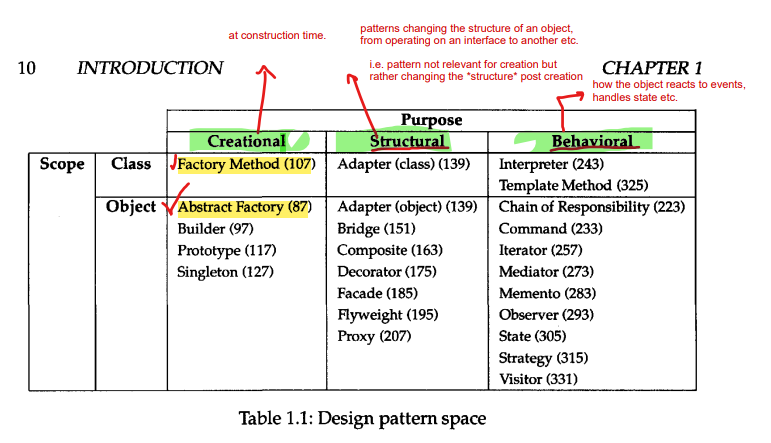 at construction time.
patterns changing the structure of an object,
from operating on an interface to another etc.
i.e. pattern not relevant for creation but
rather changing the *structure* post creation
10 INTRODUCTION CHAPTER 1
how the object reacts to events,
handles state etc.
Purpose
Creational Structural Behavioral
Scope Class Factory Method (107) Adapter (class) (139) Interpreter (243)
Template Method (325)
Object Abstract Factory (87) Adapter (object) (139) Chain of Responsibility (223)
Builder (97) Bridge (151) Command (233)
Prototype (117) Composite (163) Iterator (257)
Singleton (127) Decorator (175) Mediator (273)
Facade (185) Memento (283)
Flyweight (195) Observer (293)
Proxy (207) State (305)
Strategy (315)
Visitor (331)
Table 1.1: Design pattern space